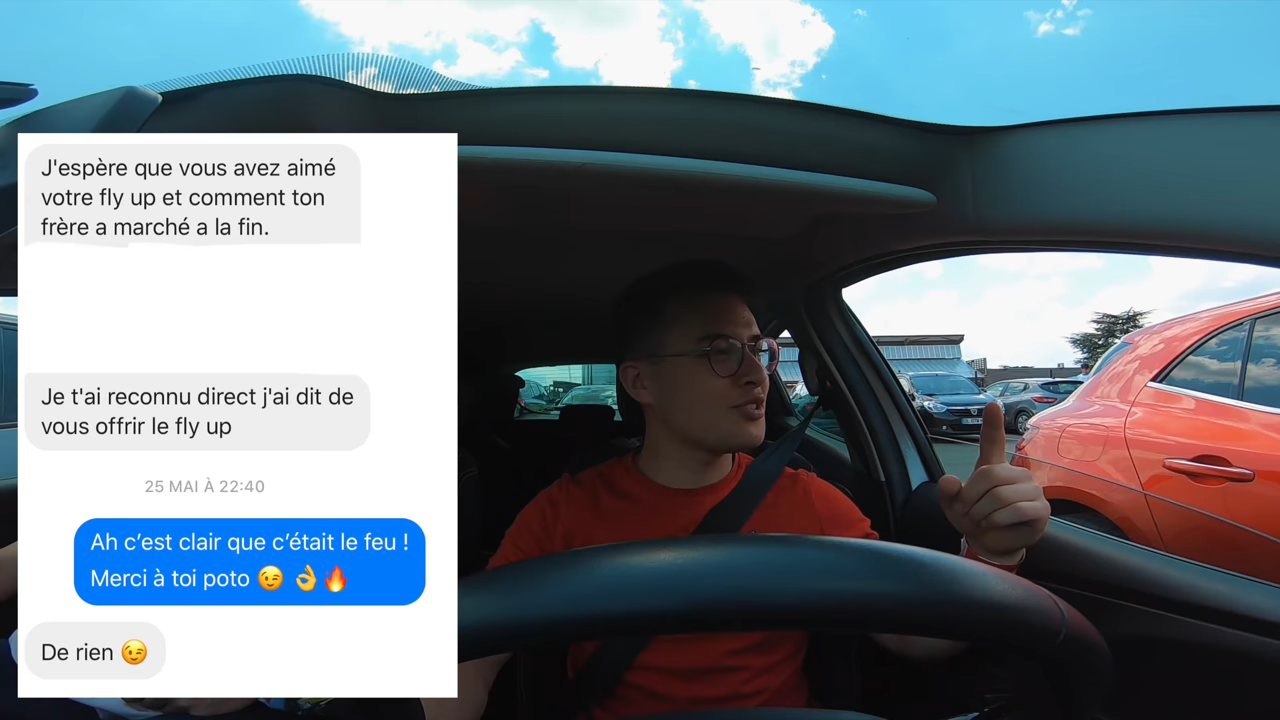 J'espère que vous avez aimé
votre fly up et comment ton
frère a marché a la fin.
Je t'ai reconnu direct j'ai dit de
vous offrir le fly up
25 MAI À 22:40
Ah c’est clair que c’était le feu !
Merci à toi poto 😉 👌🔥
De rien 😉